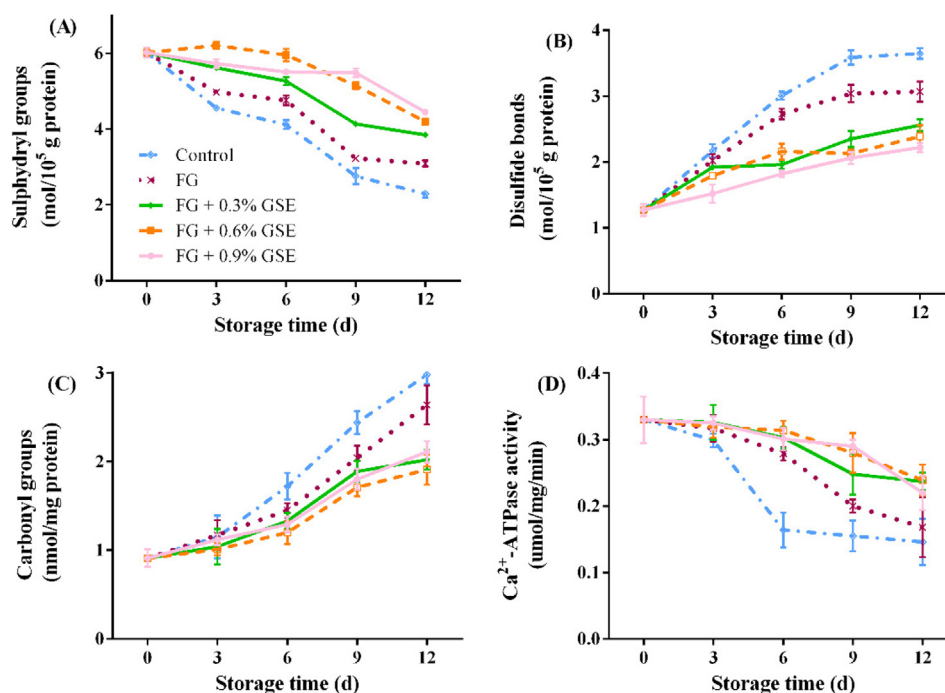 (A)
Sulphydryl groups
(mol/10⁵ g protein)
8
6
4
2
0
Control
FG
FG + 0.3% GSE
FG + 0.6% GSE
FG + 0.9% GSE
0 3 6 9 12
Storage time (d)
(B)
Disulfide bonds
(mol/10⁵ g protein)
4
3
2
1
0 3 6 9 12
Storage time (d)
(C)
Carbonyl groups
(nmol/mg protein)
3
2
1
0
0 3 6 9 12
Storage time (d)
(D)
Ca²⁺-ATPase activity
(umol/mg/min)
0.4
0.3
0.2
0.1
0.0
0 3 6 9 12
Storage time (d)